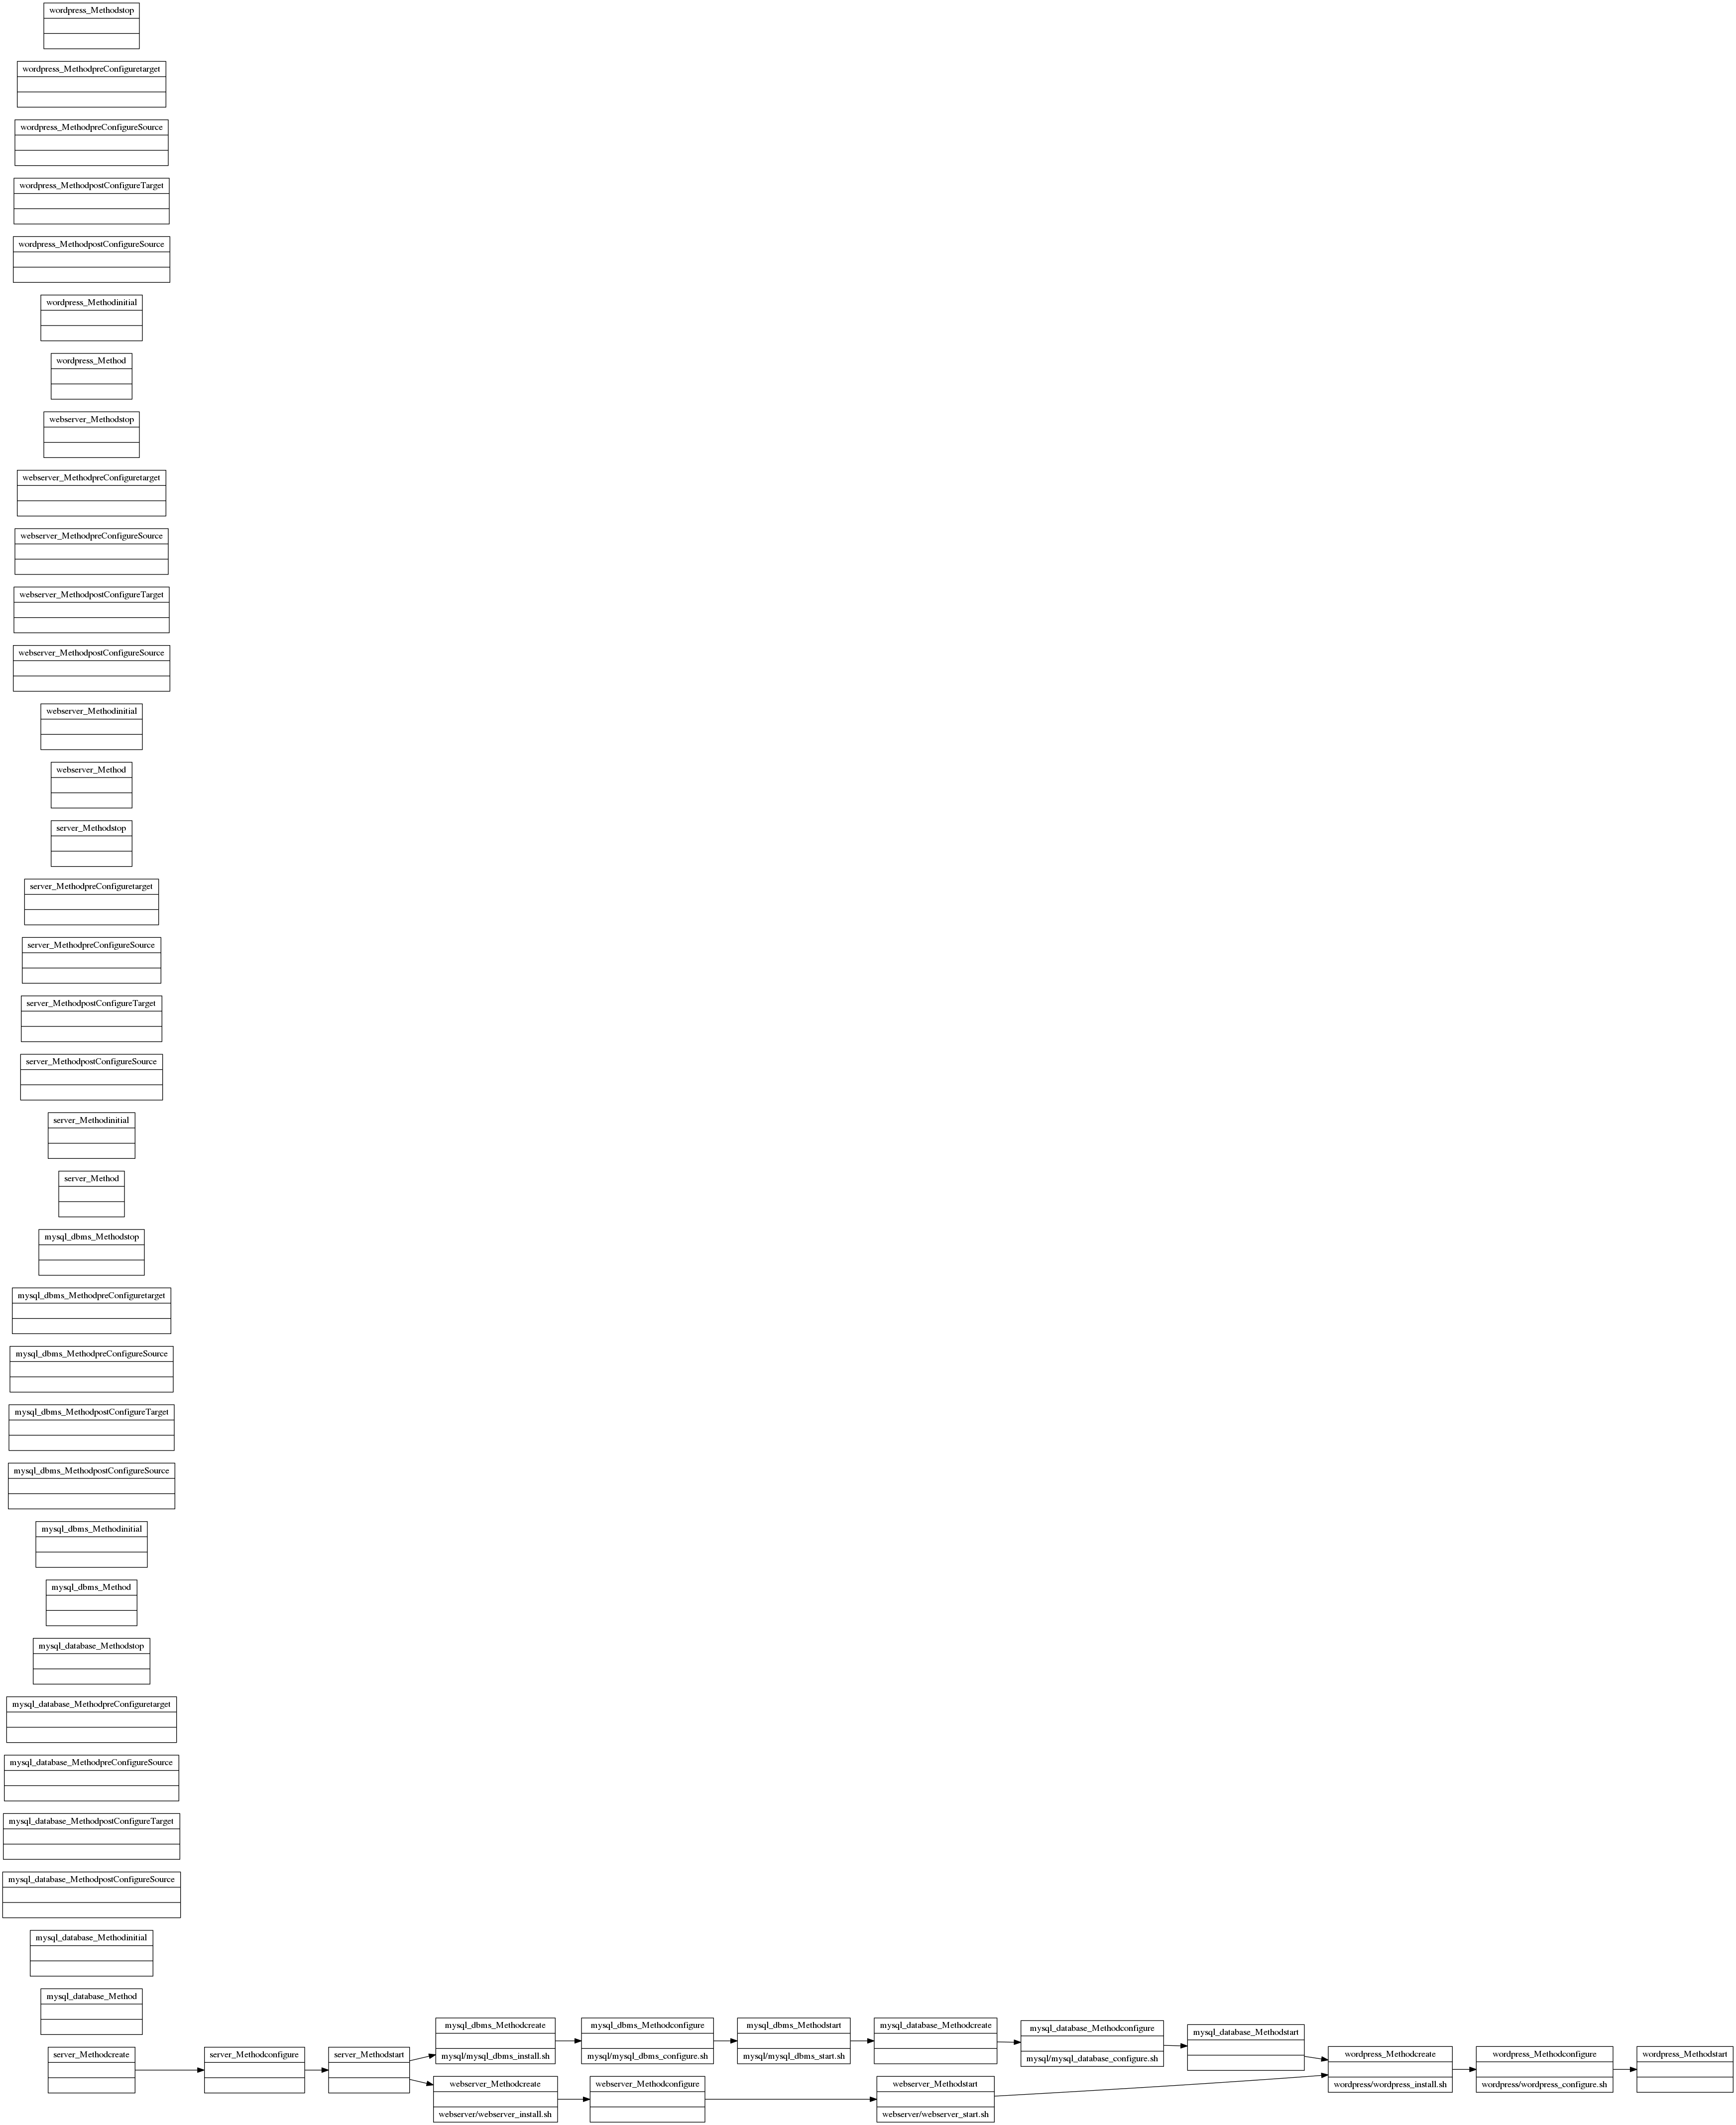 wordpress_Methodstop
wordpress_MethodpreConfiguretarget
wordpress_MethodpreConfigureSource
wordpress_MethodpostConfigureTarget
wordpress_MethodpostConfigureSource
wordpress_Methodinitial
wordpress_Method
webserver_Methodstop
webserver_MethodpreConfiguretarget
webserver_MethodpreConfigureSource
webserver_MethodpostConfigureTarget
webserver_MethodpostConfigureSource
webserver_Methodinitial
webserver_Method
server_Methodstop
server_MethodpreConfiguretarget
server_MethodpreConfigureSource
server_MethodpostConfigureTarget
server_MethodpostConfigureSource
server_Methodinitial
server_Method
mysql_dbms_Methodstop
mysql_dbms_MethodpreConfiguretarget
mysql_dbms_MethodpreConfigureSource
mysql_dbms_MethodpostConfigureTarget
mysql_dbms_MethodpostConfigureSource
mysql_dbms_Methodinitial
mysql_dbms_Method
mysql_database_Methodstop
mysql_database_MethodpreConfiguretarget
mysql_database_MethodpreConfigureSource
mysql_database_MethodpostConfigureTarget
mysql_database_MethodpostConfigureSource
mysql_database_Methodinitial
mysql_database_Method
server_Methodcreate
server_Methodconfigure
server_Methodstart
mysql_dbms_Methodcreate
mysql/mysql_dbms_install.sh
mysql_dbms_Methodconfigure
mysql/mysql_dbms_configure.sh
mysql_dbms_Methodstart
mysql/mysql_dbms_start.sh
mysql_database_Methodcreate
mysql_database_Methodconfigure
mysql/mysql_database_configure.sh
mysql_database_Methodstart
webserver_Methodcreate
webserver/webserver_install.sh
webserver_Methodconfigure
webserver_Methodstart
webserver/webserver_start.sh
wordpress_Methodcreate
wordpress/wordpress_install.sh
wordpress_Methodconfigure
wordpress/wordpress_configure.sh
wordpress_Methodstart